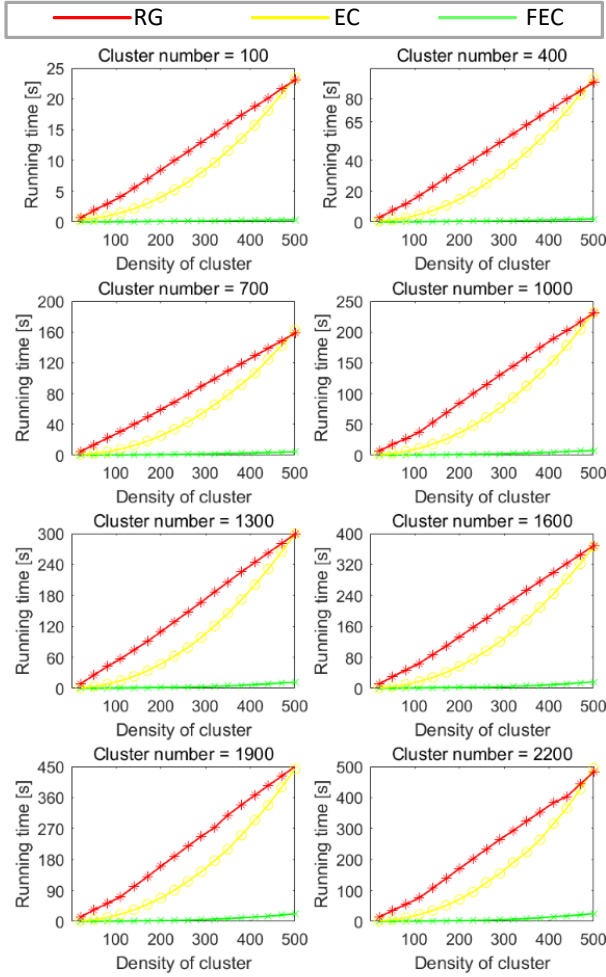 RG EC FEC
Cluster number = 100
25
20
15
10
5
0
Running time [s]
100 200 300 400 500
Density of cluster
Cluster number = 400
80
65
40
20
0
Running time [s]
100 200 300 400 500
Density of cluster
Cluster number = 700
200
160
120
80
40
0
Running time [s]
100 200 300 400 500
Density of cluster
Cluster number = 1000
250
200
150
100
50
0
Running time [s]
100 200 300 400 500
Density of cluster
Cluster number = 1300
300
240
180
120
60
0
Running time [s]
100 200 300 400 500
Density of cluster
Cluster number = 1600
400
320
240
160
80
0
Running time [s]
100 200 300 400 500
Density of cluster
Cluster number = 1900
450
360
270
180
90
0
Running time [s]
100 200 300 400 500
Density of cluster
Cluster number = 2200
500
400
300
200
100
0
Running time [s]
100 200 300 400 500
Density of cluster